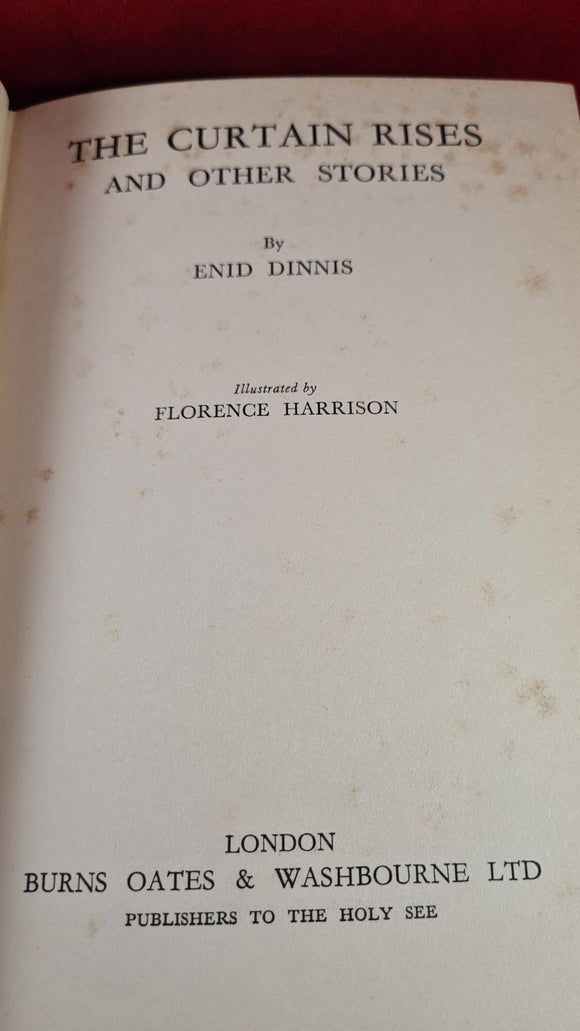 THE CURTAIN RISES
AND OTHER STORIES
By
ENID DINNIS
Illustrated by
FLORENCE HARRISON
LONDON
BURNS OATES & WASHBOURNE LTD
PUBLISHERS TO THE HOLY SEE